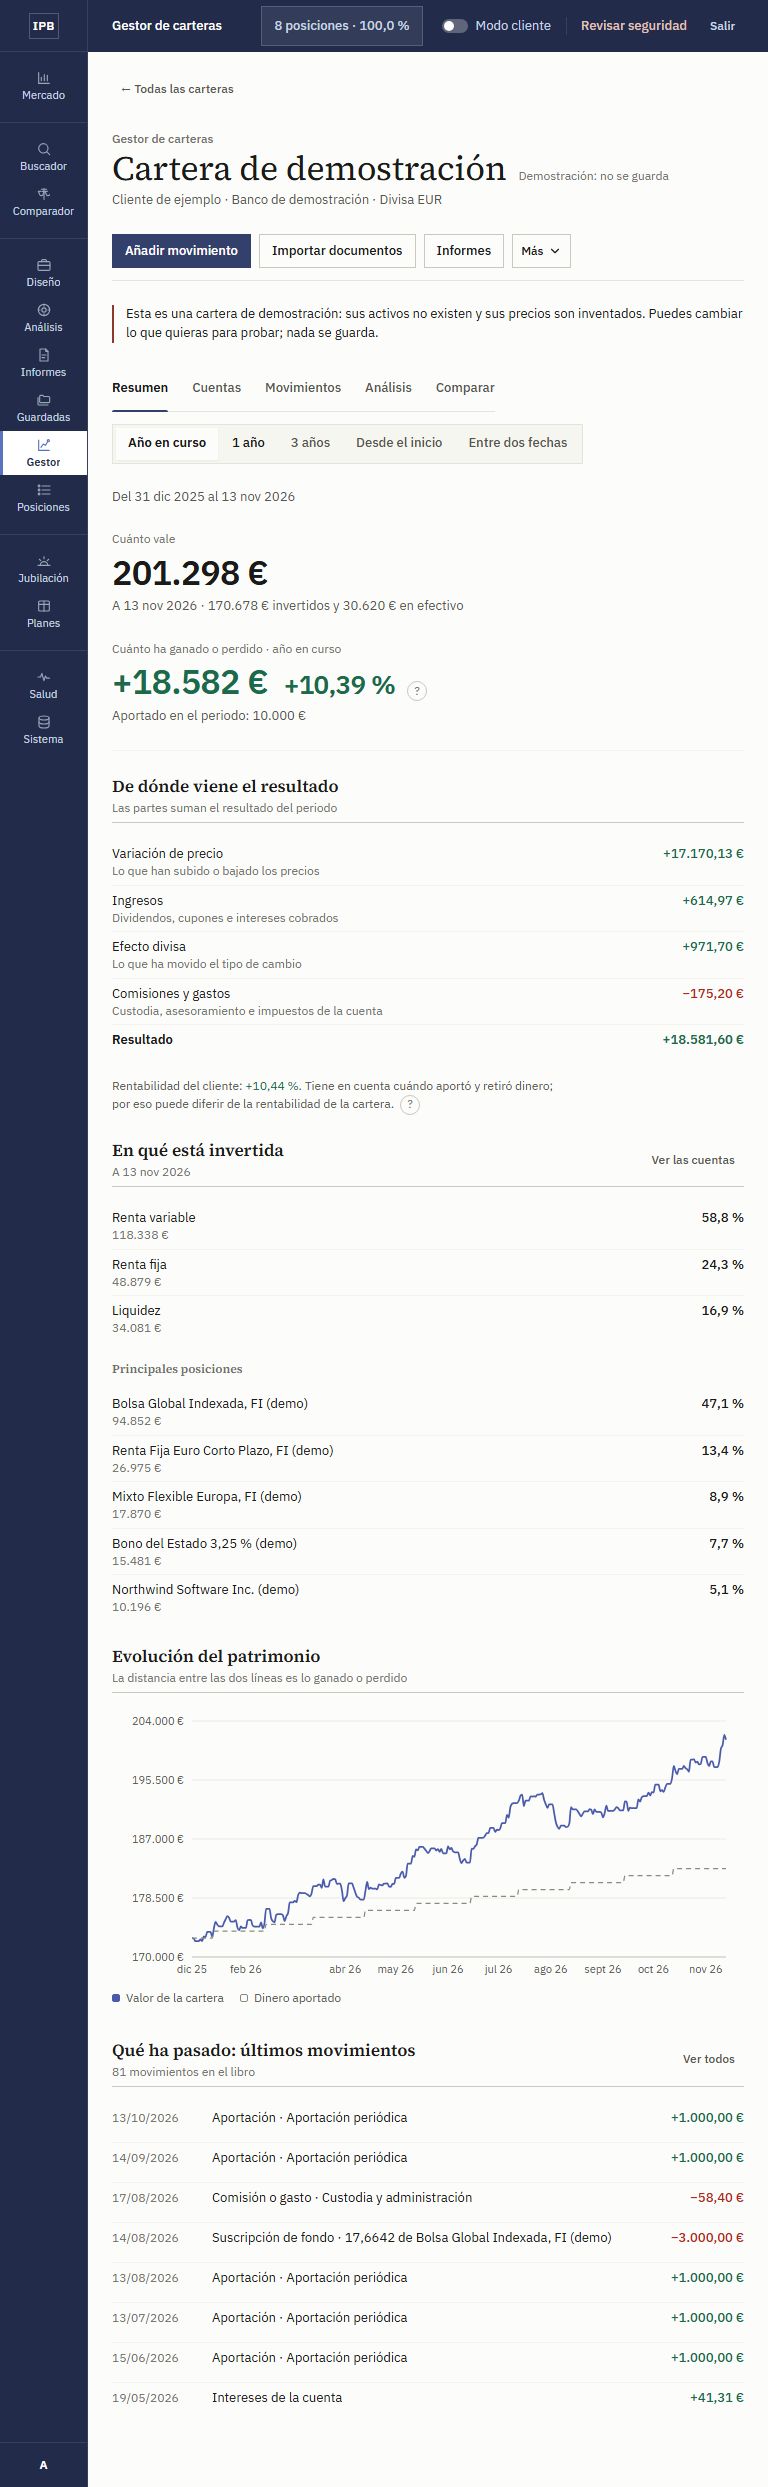 IPB
Gestor de carteras
8 posiciones · 100,0 %
Modo cliente
Revisar seguridad
Salir
Mercado
Buscador
Comparador
Diseño
Análisis
Informes
Guardadas
Gestor
Posiciones
Jubilación
Planes
Salud
Sistema
A
← Todas las carteras
Gestor de carteras
Cartera de demostración
Demostración: no se guarda
Cliente de ejemplo · Banco de demostración · Divisa EUR
Añadir movimiento
Importar documentos
Informes
Más
Esta es una cartera de demostración: sus activos no existen y sus precios son inventados. Puedes cambiar
lo que quieras para probar; nada se guarda.
Resumen
Cuentas
Movimientos
Análisis
Comparar
Año en curso
1 año
3 años
Desde el inicio
Entre dos fechas
Del 31 dic 2025 al 13 nov 2026
Cuánto vale
201.298 €
A 13 nov 2026 · 170.678 € invertidos y 30.620 € en efectivo
Cuánto ha ganado o perdido · año en curso
+18.582 € +10,39 % ?
Aportado en el periodo: 10.000 €
De dónde viene el resultado
Las partes suman el resultado del periodo
Variación de precio +17.170,13 €
Lo que han subido o bajado los precios
Ingresos +614,97 €
Dividendos, cupones e intereses cobrados
Efecto divisa +971,70 €
Lo que ha movido el tipo de cambio
Comisiones y gastos −175,20 €
Custodia, asesoramiento e impuestos de la cuenta
Resultado +18.581,60 €
Rentabilidad del cliente: +10,44 %. Tiene en cuenta cuándo aportó y retiró dinero;
por eso puede diferir de la rentabilidad de la cartera. ?
En qué está invertida
Ver las cuentas
A 13 nov 2026
Renta variable 58,8 %
118.338 €
Renta fija 24,3 %
48.879 €
Liquidez 16,9 %
34.081 €
Principales posiciones
Bolsa Global Indexada, FI (demo) 47,1 %
94.852 €
Renta Fija Euro Corto Plazo, FI (demo) 13,4 %
26.975 €
Mixto Flexible Europa, FI (demo) 8,9 %
17.870 €
Bono del Estado 3,25 % (demo) 7,7 %
15.481 €
Northwind Software Inc. (demo) 5,1 %
10.196 €
Evolución del patrimonio
La distancia entre las dos líneas es lo ganado o perdido
204.000 €
195.500 €
187.000 €
178.500 €
170.000 €
dic 25 feb 26 abr 26 may 26 jun 26 jul 26 ago 26 sept 26 oct 26 nov 26
Valor de la cartera
Dinero aportado
Qué ha pasado: últimos movimientos
Ver todos
81 movimientos en el libro
13/10/2026 Aportación · Aportación periódica +1.000,00 €
14/09/2026 Aportación · Aportación periódica +1.000,00 €
17/08/2026 Comisión o gasto · Custodia y administración −58,40 €
14/08/2026 Suscripción de fondo · 17,6642 de Bolsa Global Indexada, FI (demo) −3.000,00 €
13/08/2026 Aportación · Aportación periódica +1.000,00 €
13/07/2026 Aportación · Aportación periódica +1.000,00 €
15/06/2026 Aportación · Aportación periódica +1.000,00 €
19/05/2026 Intereses de la cuenta +41,31 €